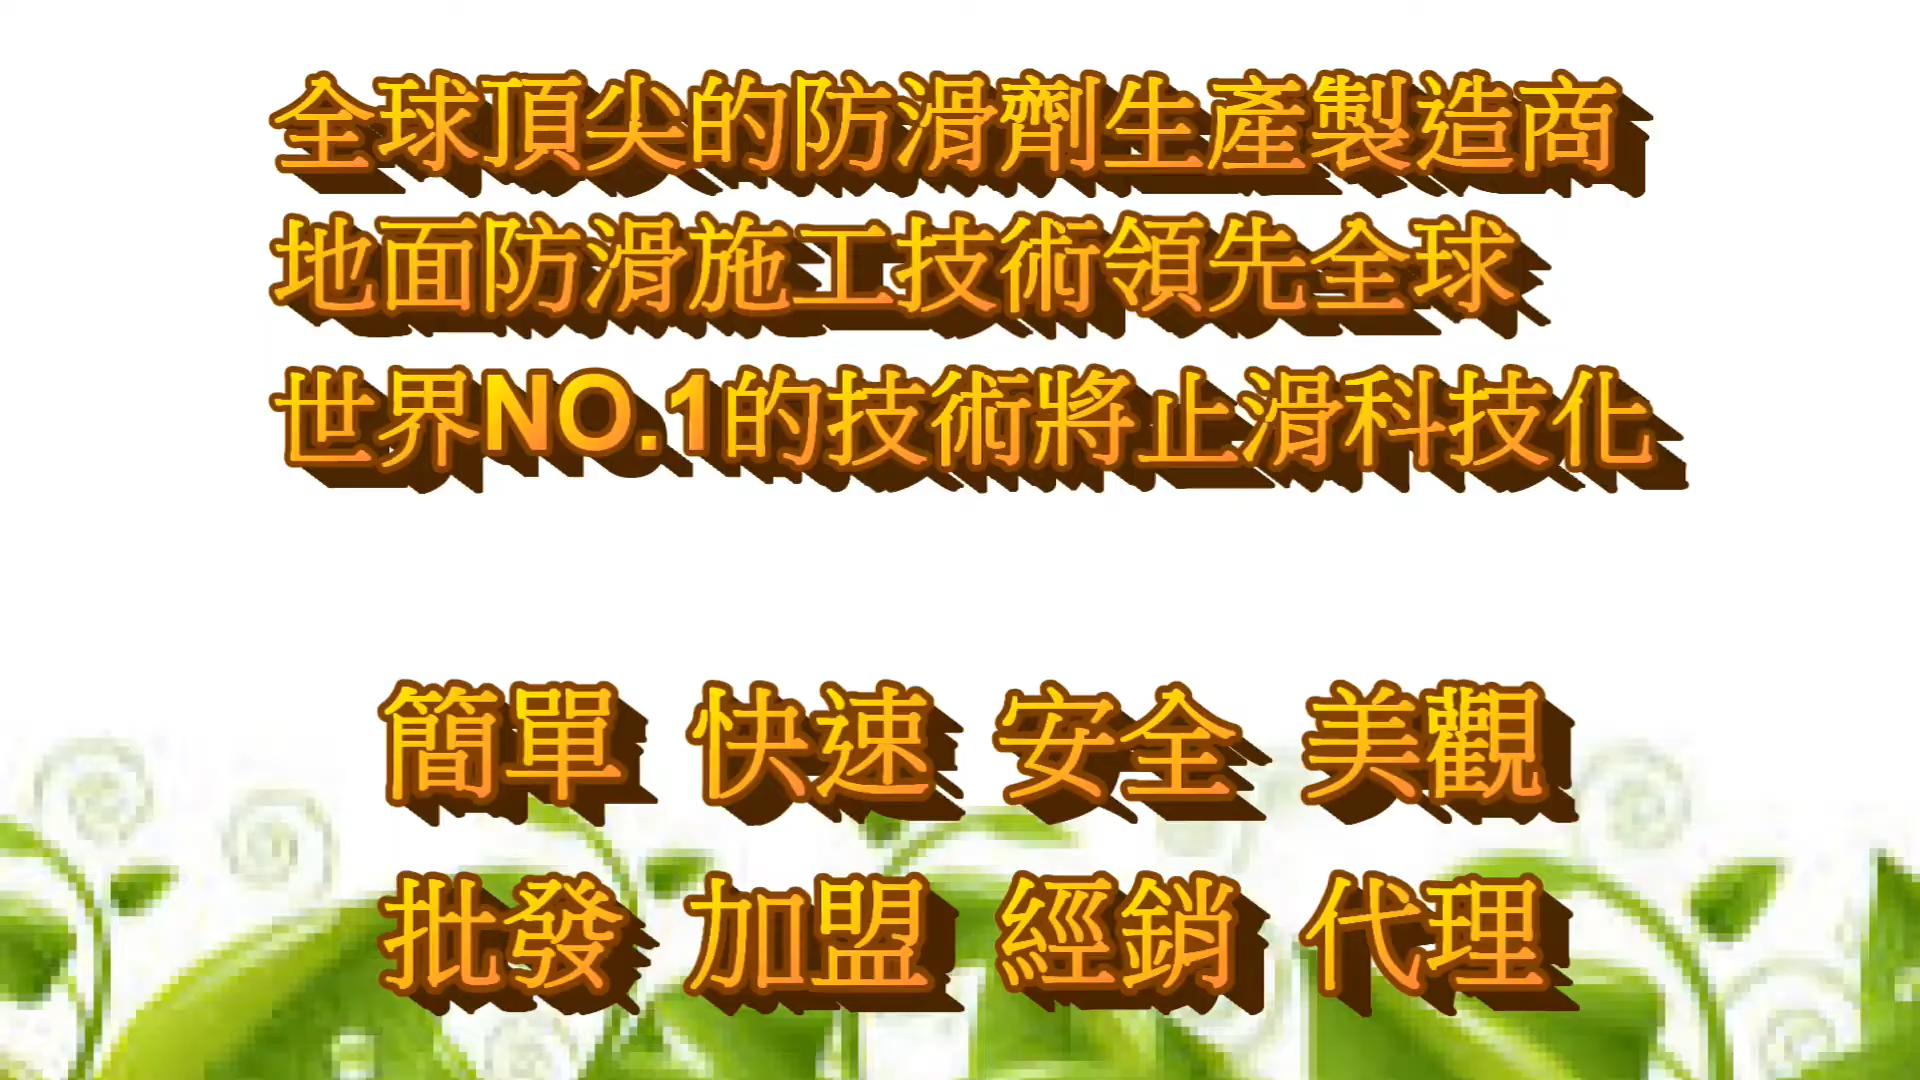 全球頂尖的防滑劑生產製造商
地面防滑施工技術領先全球
世界NO.1的技術將止滑科技化
簡單 快速 安全 美觀
批發 加盟 經銷 代理